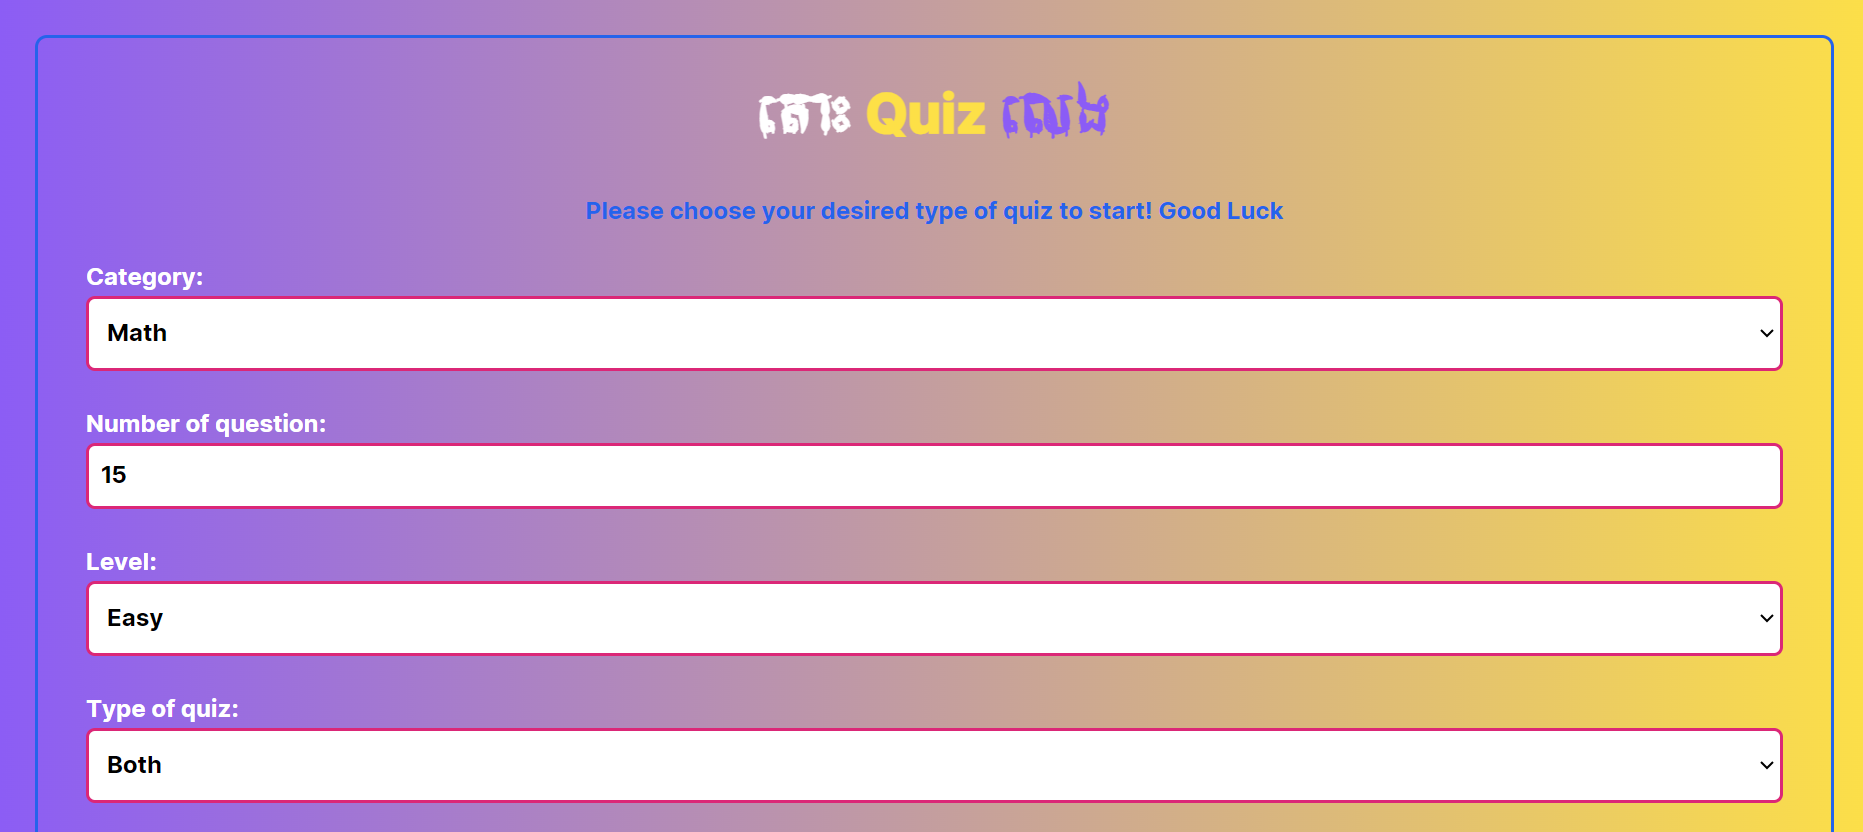 តោះ Quiz លេង
Please choose your desired type of quiz to start! Good Luck
Category:
Math
Number of question:
15
Level:
Easy
Type of quiz:
Both